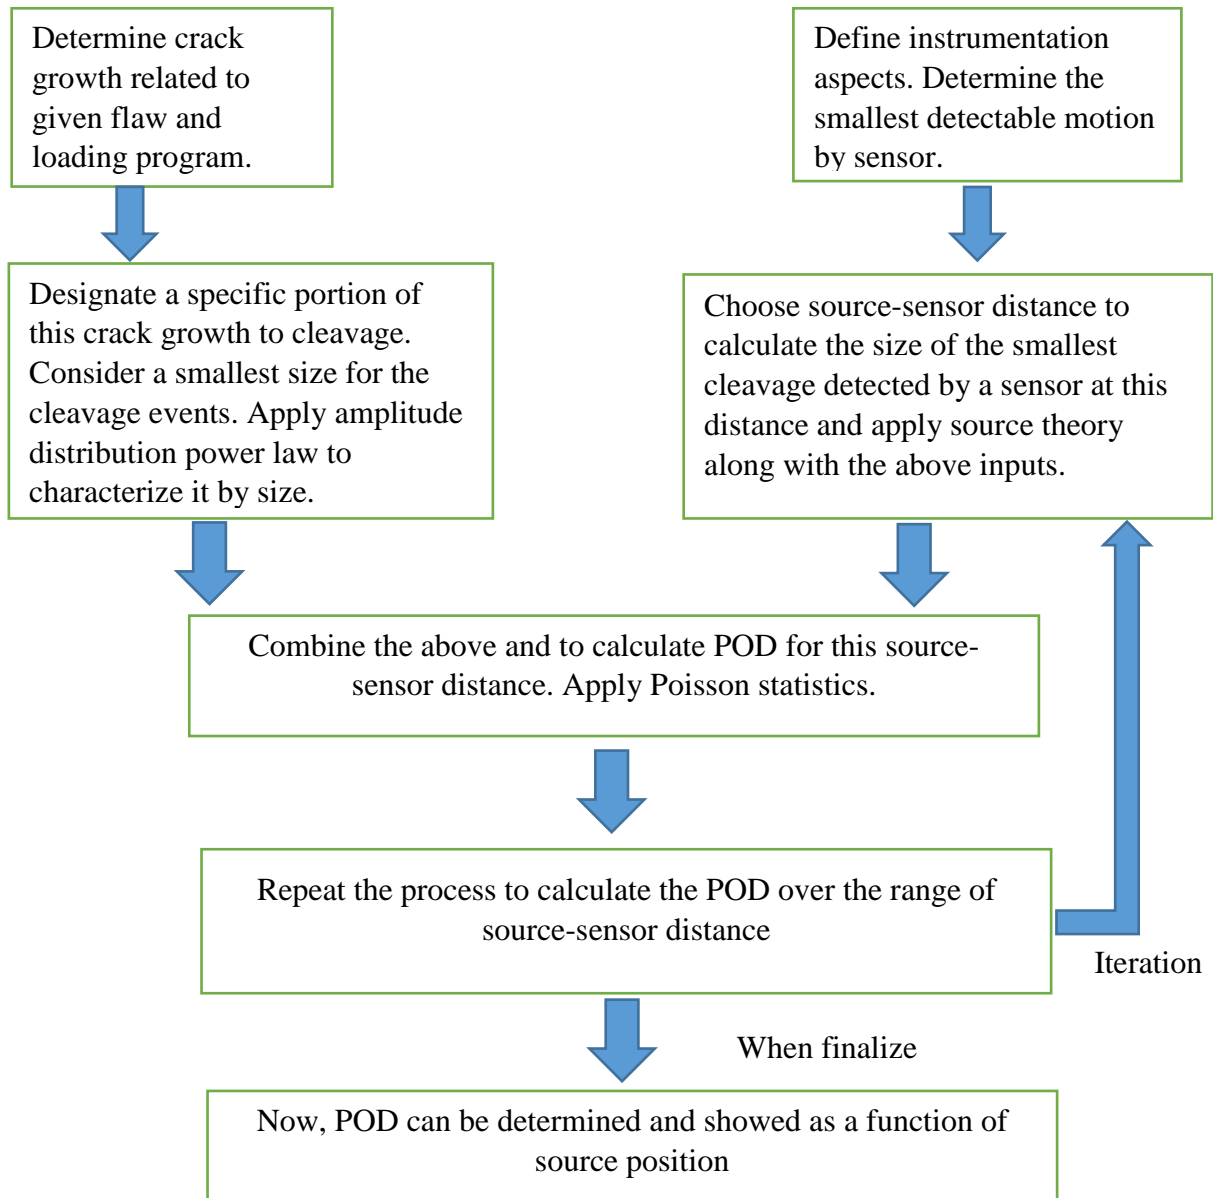 Determine crack
growth related to
given flaw and
loading program.
Define instrumentation
aspects. Determine the
smallest detectable motion
by sensor.
Designate a specific portion of
this crack growth to cleavage.
Consider a smallest size for the
cleavage events. Apply amplitude
distribution power law to
characterize it by size.
Choose source-sensor distance to
calculate the size of the smallest
cleavage detected by a sensor at this
distance and apply source theory
along with the above inputs.
Combine the above and to calculate POD for this source-
sensor distance. Apply Poisson statistics.
Repeat the process to calculate the POD over the range of
source-sensor distance
Iteration
When finalize
Now, POD can be determined and showed as a function of
source position